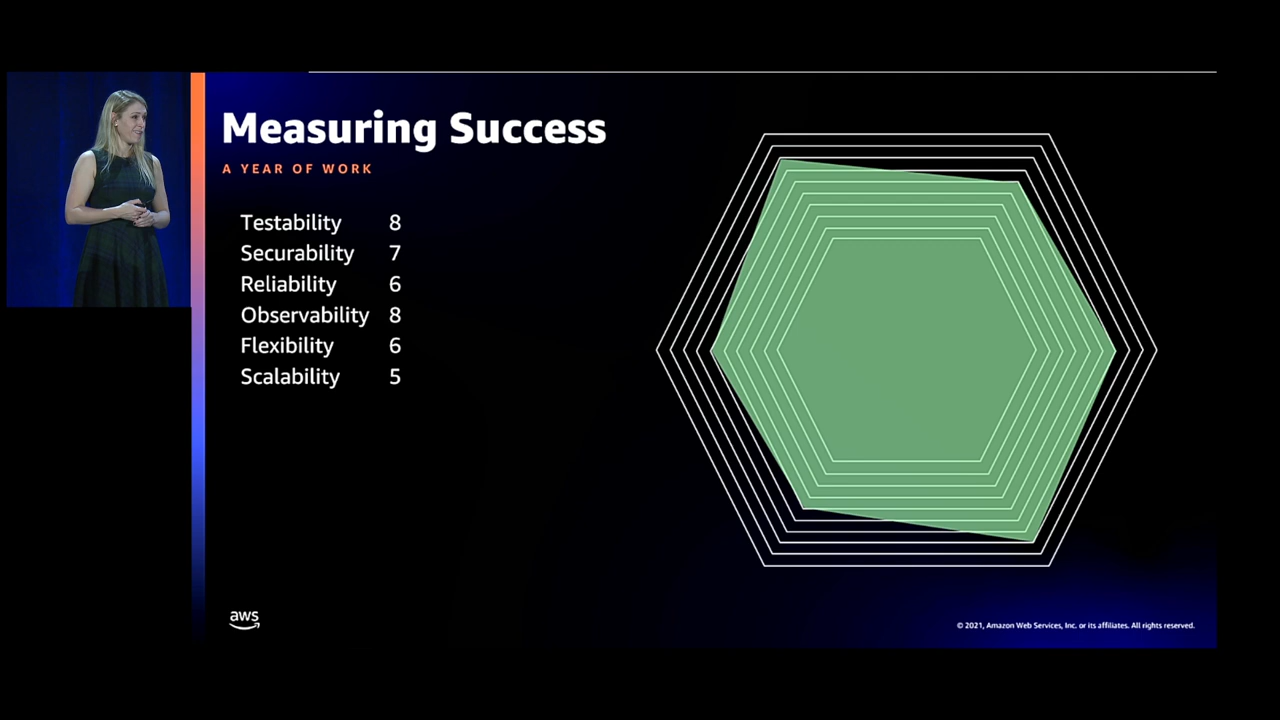 Measuring Success
A YEAR OF WORK
Testability 8
Securability 7
Reliability 6
Observability 8
Flexibility 6
Scalability 5
aws
© 2021, Amazon Web Services, Inc. or its affiliates. All rights reserved.